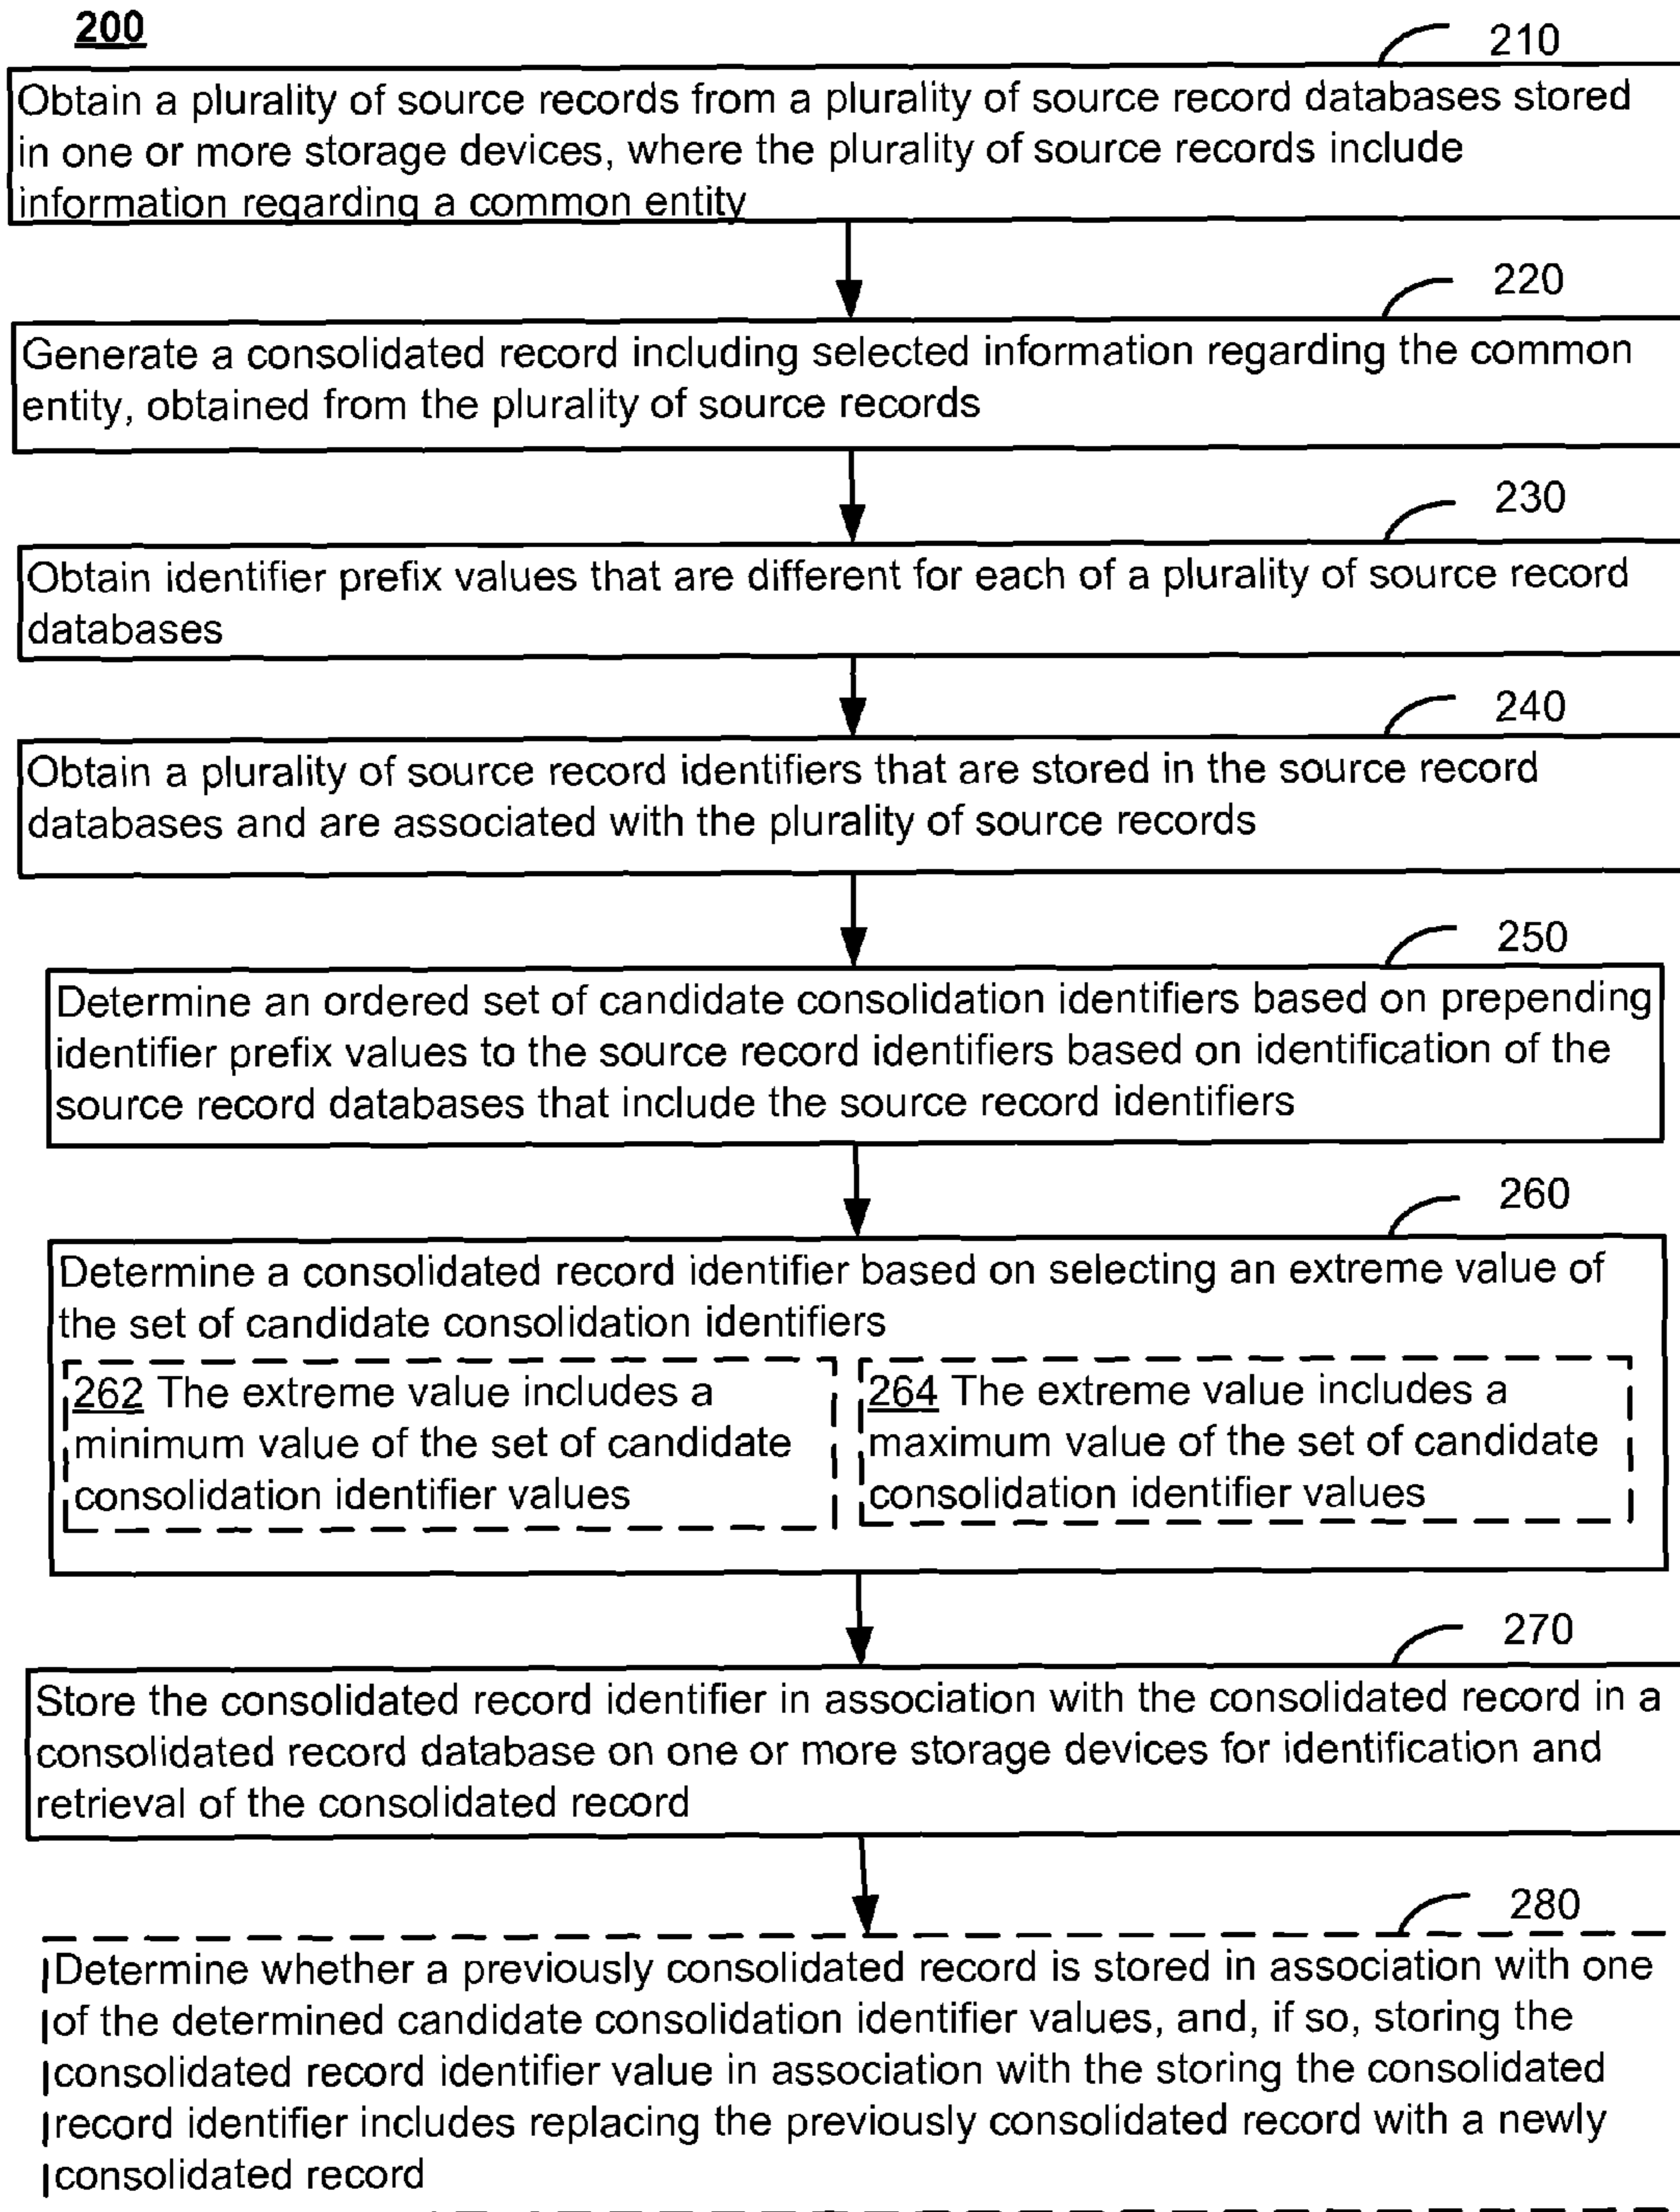 200
210
Obtain a plurality of source records from a plurality of source record databases stored
in one or more storage devices, where the plurality of source records include
information regarding a common entity
220
Generate a consolidated record including selected information regarding the common
entity, obtained from the plurality of source records
230
Obtain identifier prefix values that are different for each of a plurality of source record
databases
240
Obtain a plurality of source record identifiers that are stored in the source record
databases and are associated with the plurality of source records
250
Determine an ordered set of candidate consolidation identifiers based on prepending
identifier prefix values to the source record identifiers based on identification of the
source record databases that include the source record identifiers
260
Determine a consolidated record identifier based on selecting an extreme value of
the set of candidate consolidation identifiers
262 The extreme value includes a
minimum value of the set of candidate
consolidation identifier values
264 The extreme value includes a
maximum value of the set of candidate
consolidation identifier values
270
Store the consolidated record identifier in association with the consolidated record in a
consolidated record database on one or more storage devices for identification and
retrieval of the consolidated record
280
Determine whether a previously consolidated record is stored in association with one
of the determined candidate consolidation identifier values, and, if so, storing the
consolidated record identifier value in association with the storing the consolidated
record identifier includes replacing the previously consolidated record with a newly
consolidated record